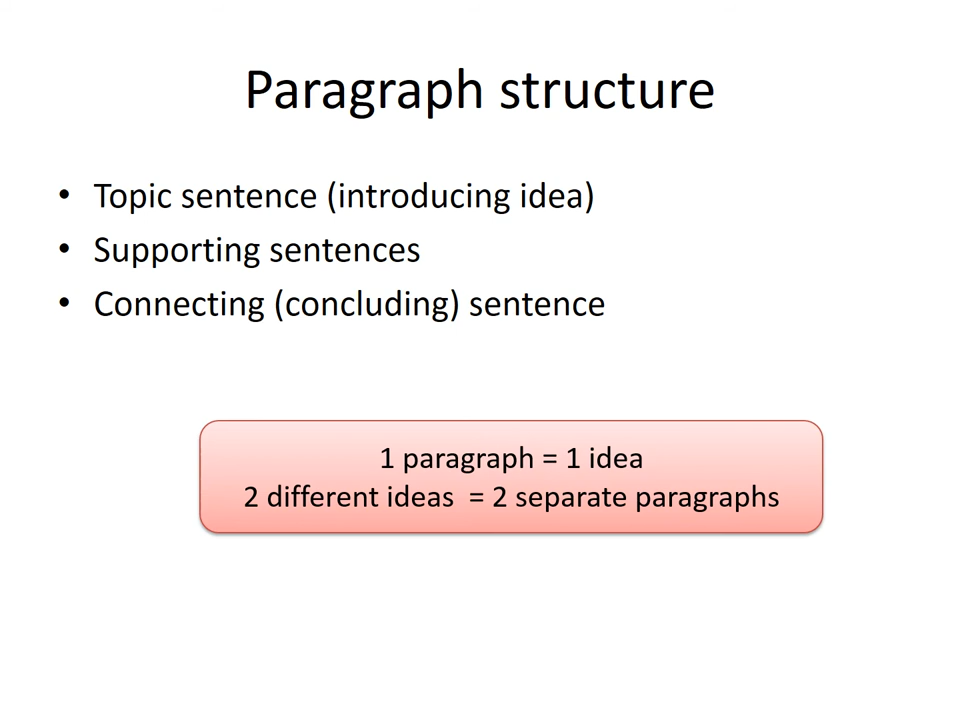 Paragraph structure
• Topic sentence (introducing idea)
• Supporting sentences
• Connecting (concluding) sentence
1 paragraph = 1 idea
2 different ideas  = 2 separate paragraphs